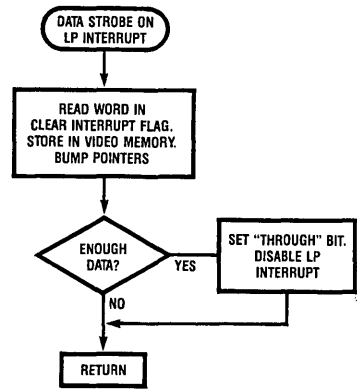 DATA STROBE ON
LP INTERRUPT
READ WORD IN
CLEAR INTERRUPT FLAG.
STORE IN VIDEO MEMORY.
BUMP POINTERS
ENOUGH
DATA?
YES
SET "THROUGH" BIT.
DISABLE LP
INTERRUPT
NO
RETURN